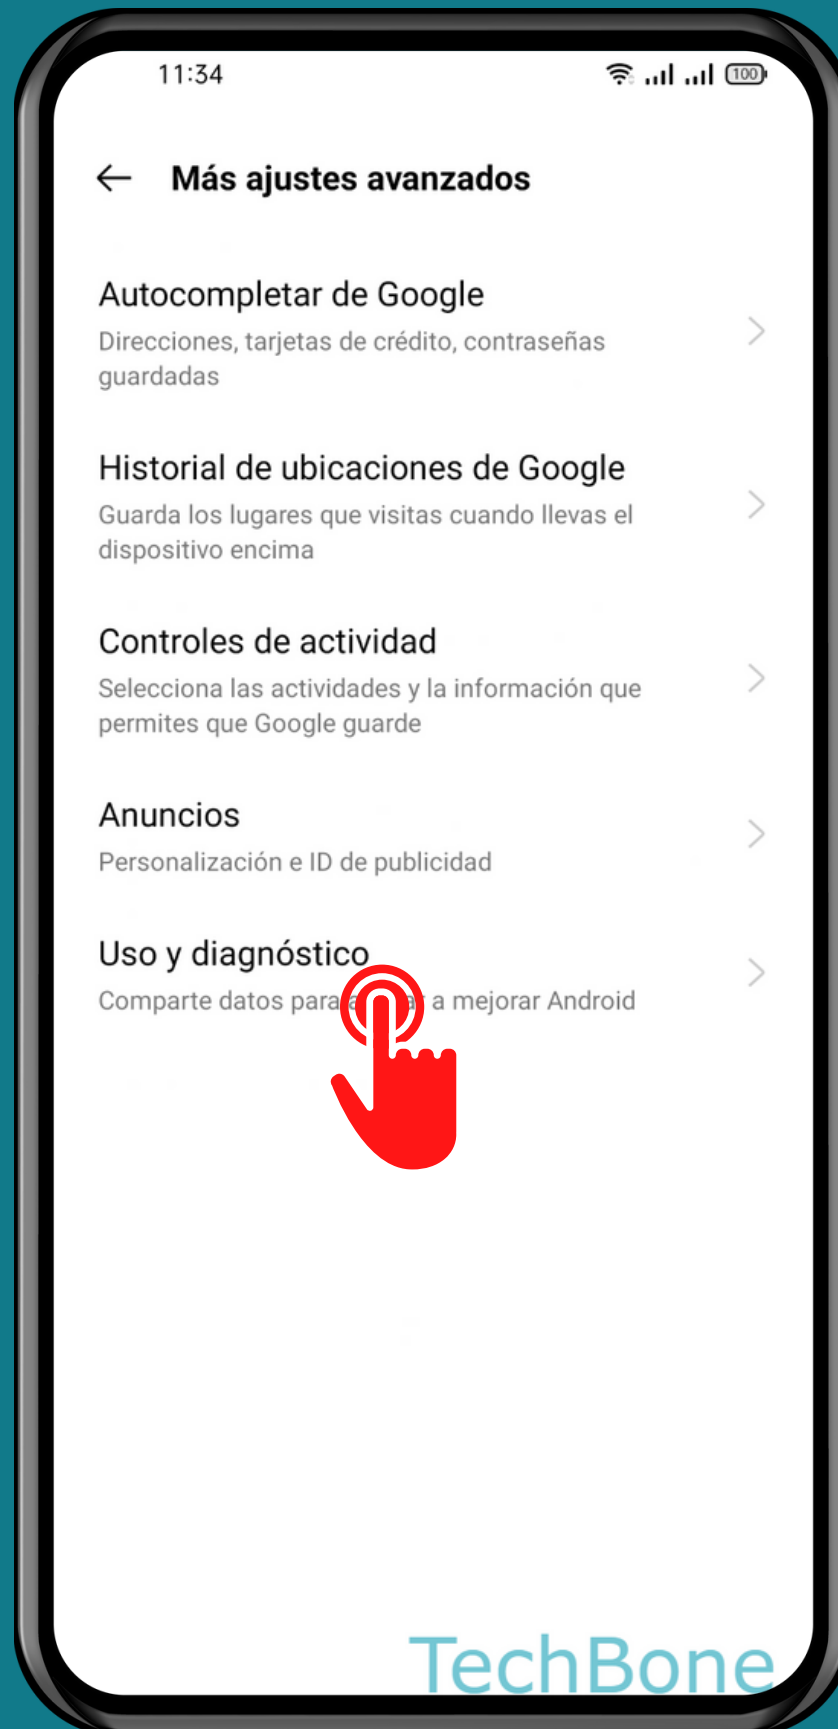 11:34
100
Más ajustes avanzados
Autocompletar de Google
Direcciones, tarjetas de crédito, contraseñas
guardadas
Historial de ubicaciones de Google
Guarda los lugares que visitas cuando llevas el
dispositivo encima
Controles de actividad
Selecciona las actividades y la información que
permites que Google guarde
Anuncios
Personalización e ID de publicidad
Uso y diagnóstico
Comparte datos para a mejorar Android
TechBone